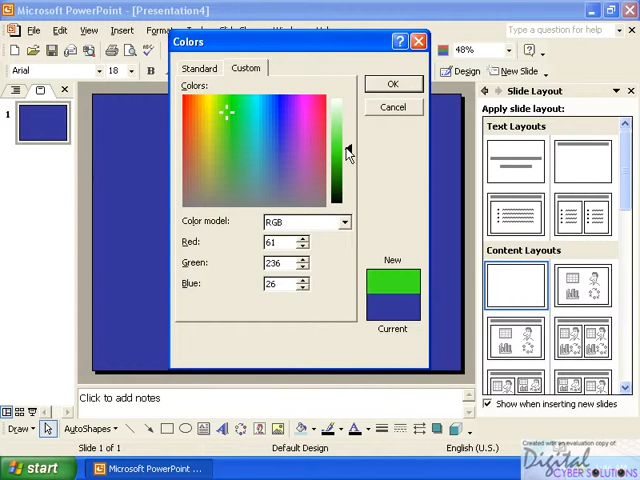 Microsoft PowerPoint - [Presentation4]
File Edit View Insert
Type a question for help
48%
Arial 18 B
Design New Slide
Colors
Standard Custom
Colors:
OK
Cancel
Color model: RGB
Red: 61
Green: 236
Blue: 26
New
Current
1
Slide Layout
Apply slide layout:
Text Layouts
Content Layouts
Show when inserting new slides
Click to add notes
Draw AutoShapes
Slide 1 of 1 Default Design English (U.S.)
start Microsoft PowerPoint ...
Created with an evaluation copy of
Digital
CYBER SOLUTIONS